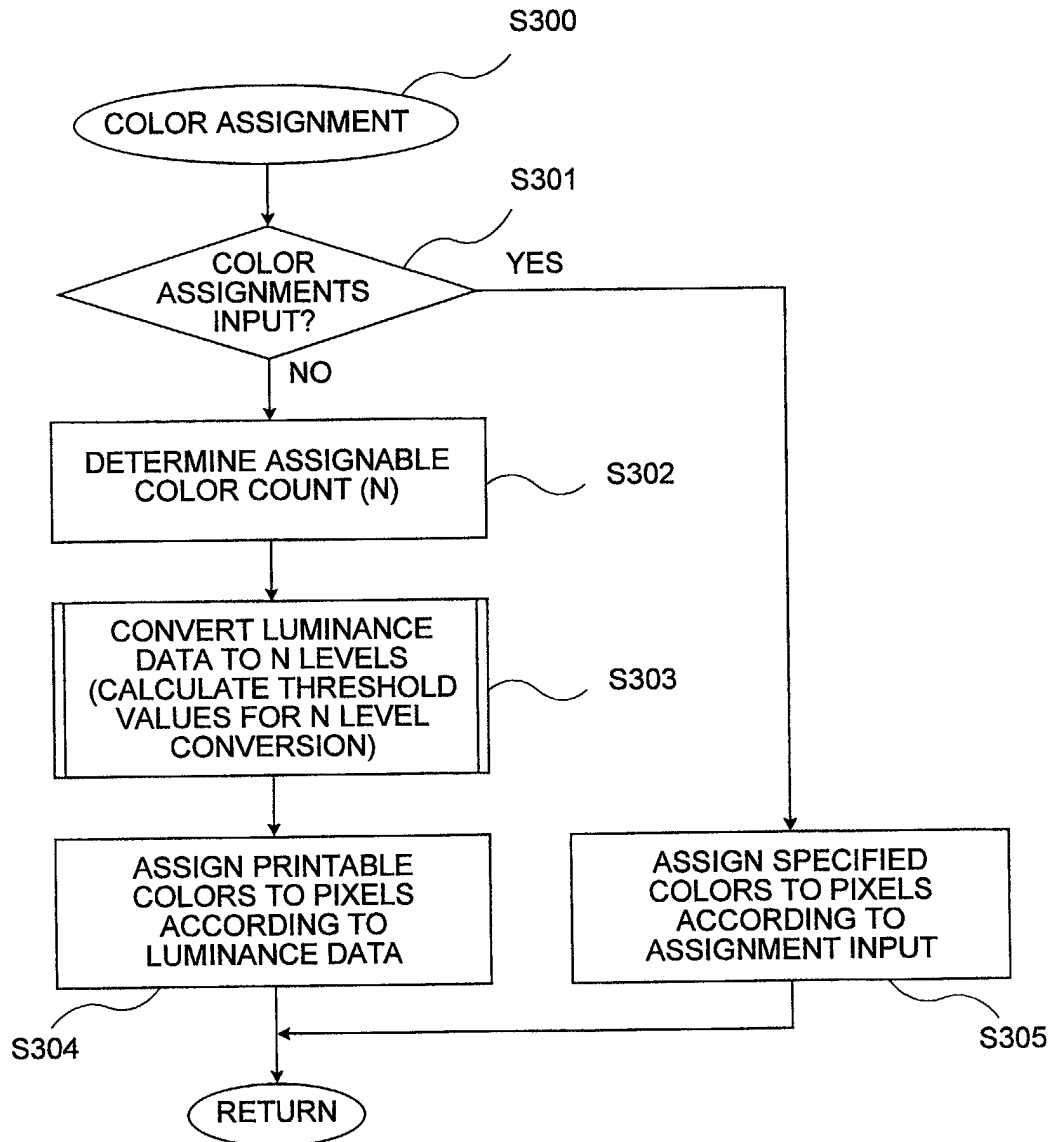 S300
COLOR ASSIGNMENT
S301
COLOR
ASSIGNMENTS
INPUT?
YES
NO
DETERMINE ASSIGNABLE
COLOR COUNT (N)
S302
CONVERT LUMINANCE
DATA TO N LEVELS
(CALCULATE THRESHOLD
VALUES FOR N LEVEL
CONVERSION)
S303
ASSIGN PRINTABLE
COLORS TO PIXELS
ACCORDING TO
LUMINANCE DATA
ASSIGN SPECIFIED
COLORS TO PIXELS
ACCORDING TO
ASSIGNMENT INPUT
S304
S305
RETURN